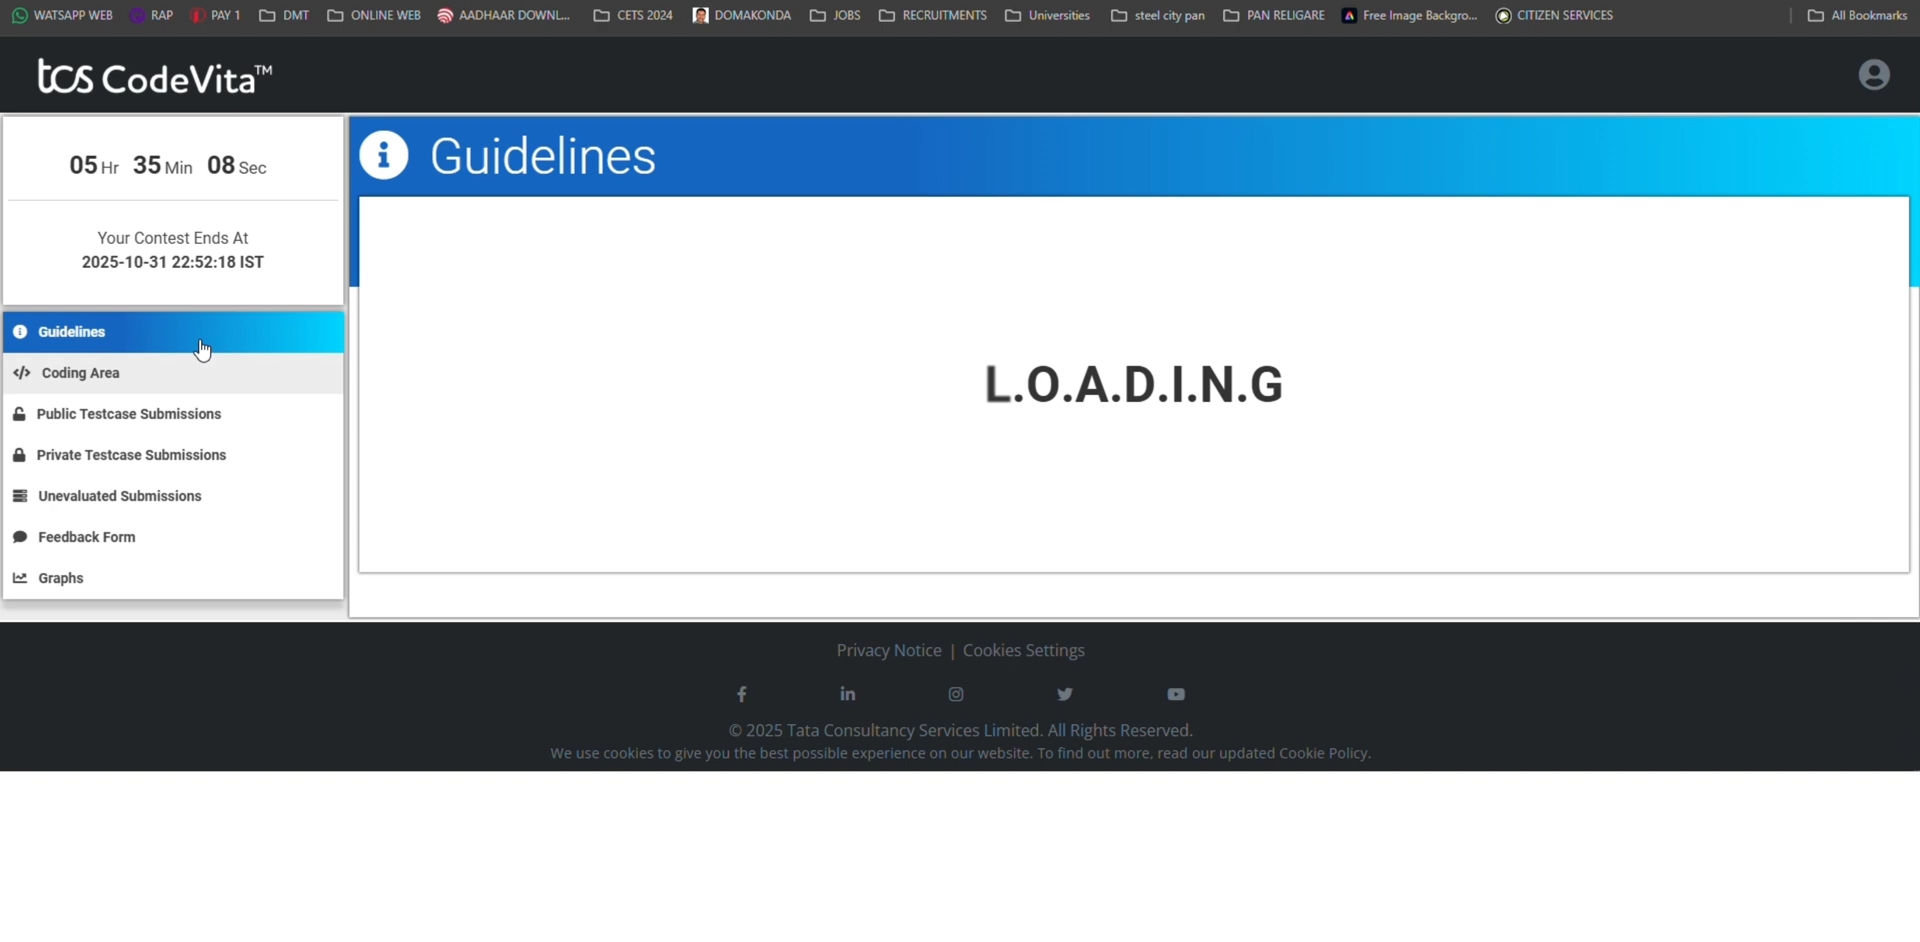 WATSAPP WEB RAP PAY 1 DMT ONLINE WEB AADHAAR DOWNL... CETS 2024 DOMAKONDA JOBS RECRUITMENTS Universities steel city pan PAN RELIGARE Free Image Backgro... CITIZEN SERVICES All Bookmarks
tcs CodeVita™
05 Hr 35 Min 08 Sec
Your Contest Ends At
2025-10-31 22:52:18 IST
Guidelines
Coding Area
Public Testcase Submissions
Private Testcase Submissions
Unevaluated Submissions
Feedback Form
Graphs
Guidelines
L.O.A.D.I.N.G
Privacy Notice | Cookies Settings
© 2025 Tata Consultancy Services Limited. All Rights Reserved.
We use cookies to give you the best possible experience on our website. To find out more, read our updated Cookie Policy.